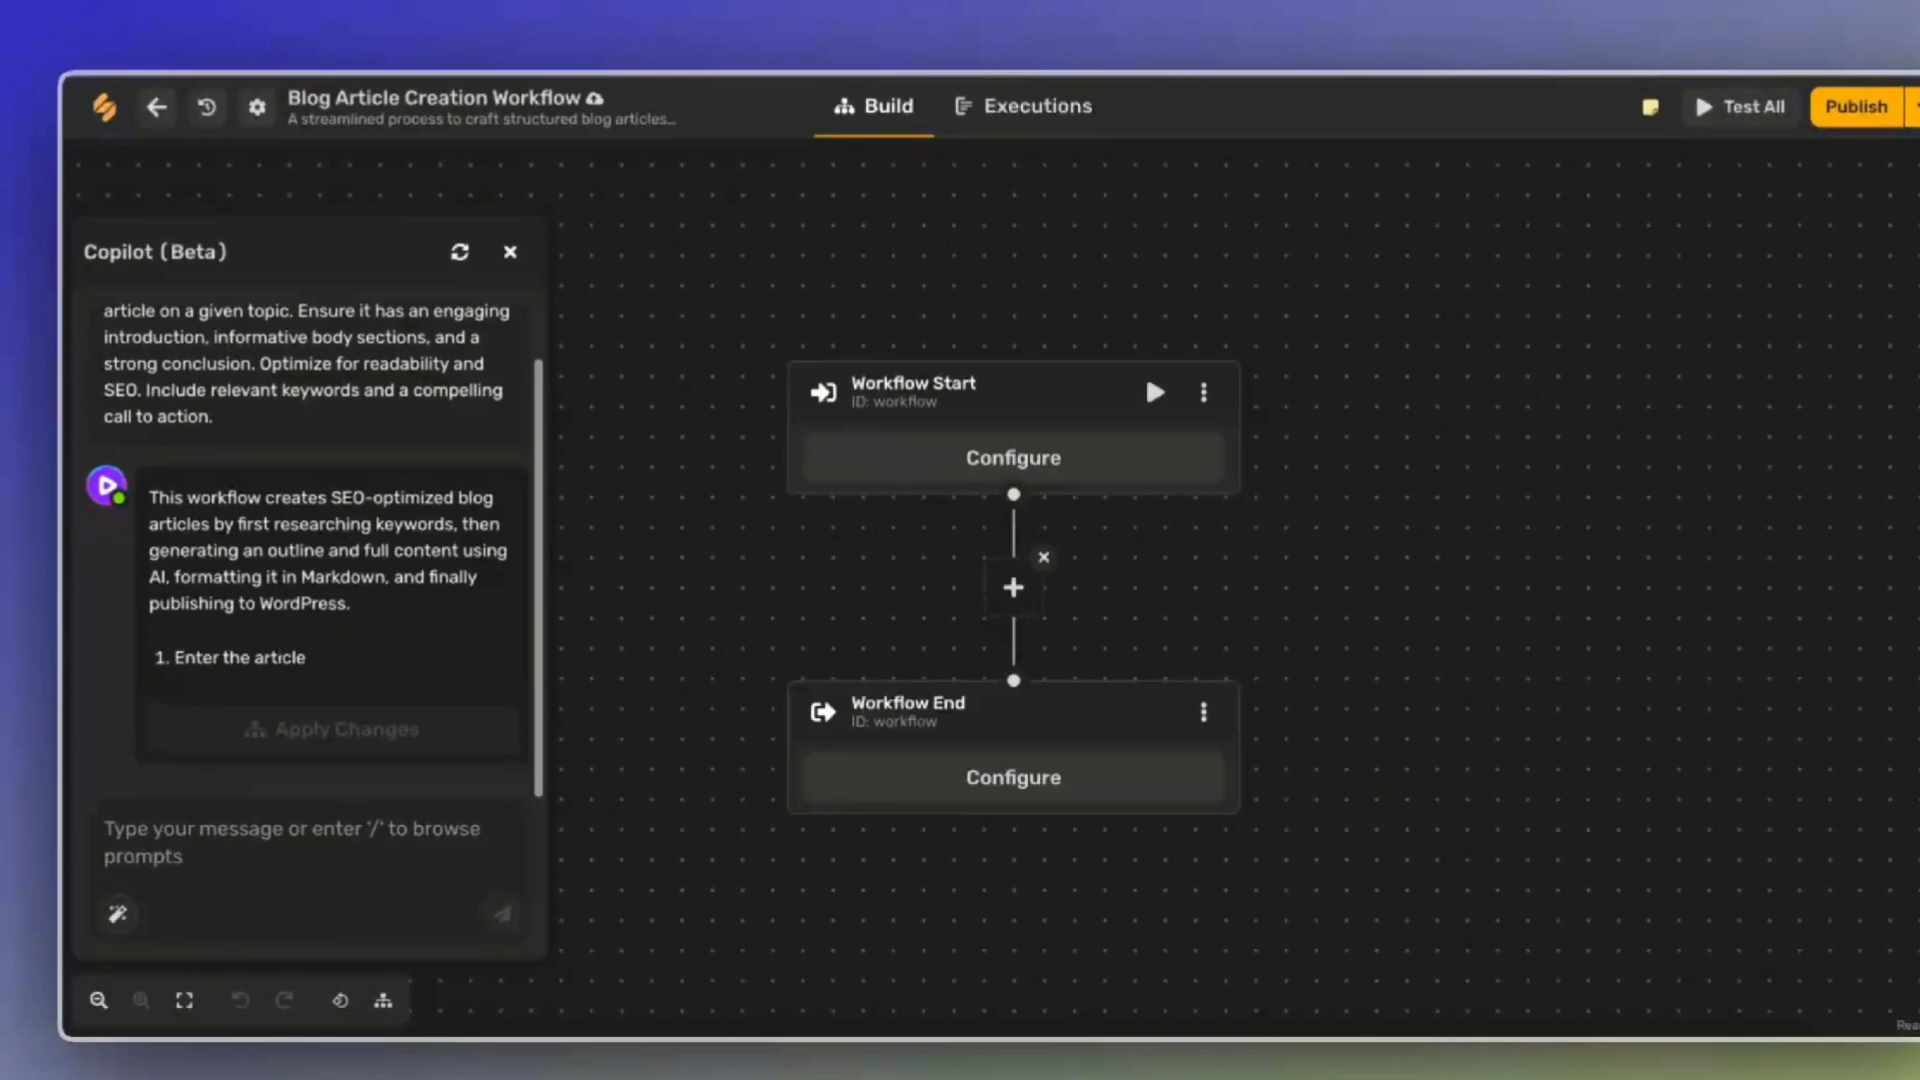 Blog Article Creation Workflow
A streamlined process to craft structured blog articles...
Build
Executions
Test All
Publish
Copilot (Beta)
article on a given topic. Ensure it has an engaging
introduction, informative body sections, and a
strong conclusion. Optimize for readability and
SEO. Include relevant keywords and a compelling
call to action.
This workflow creates SEO-optimized blog
articles by first researching keywords, then
generating an outline and full content using
AI, formatting it in Markdown, and finally
publishing to WordPress.
1. Enter the article
Apply Changes
Type your message or enter '/' to browse
prompts
Workflow Start
ID: workflow
Configure
Workflow End
ID: workflow
Configure